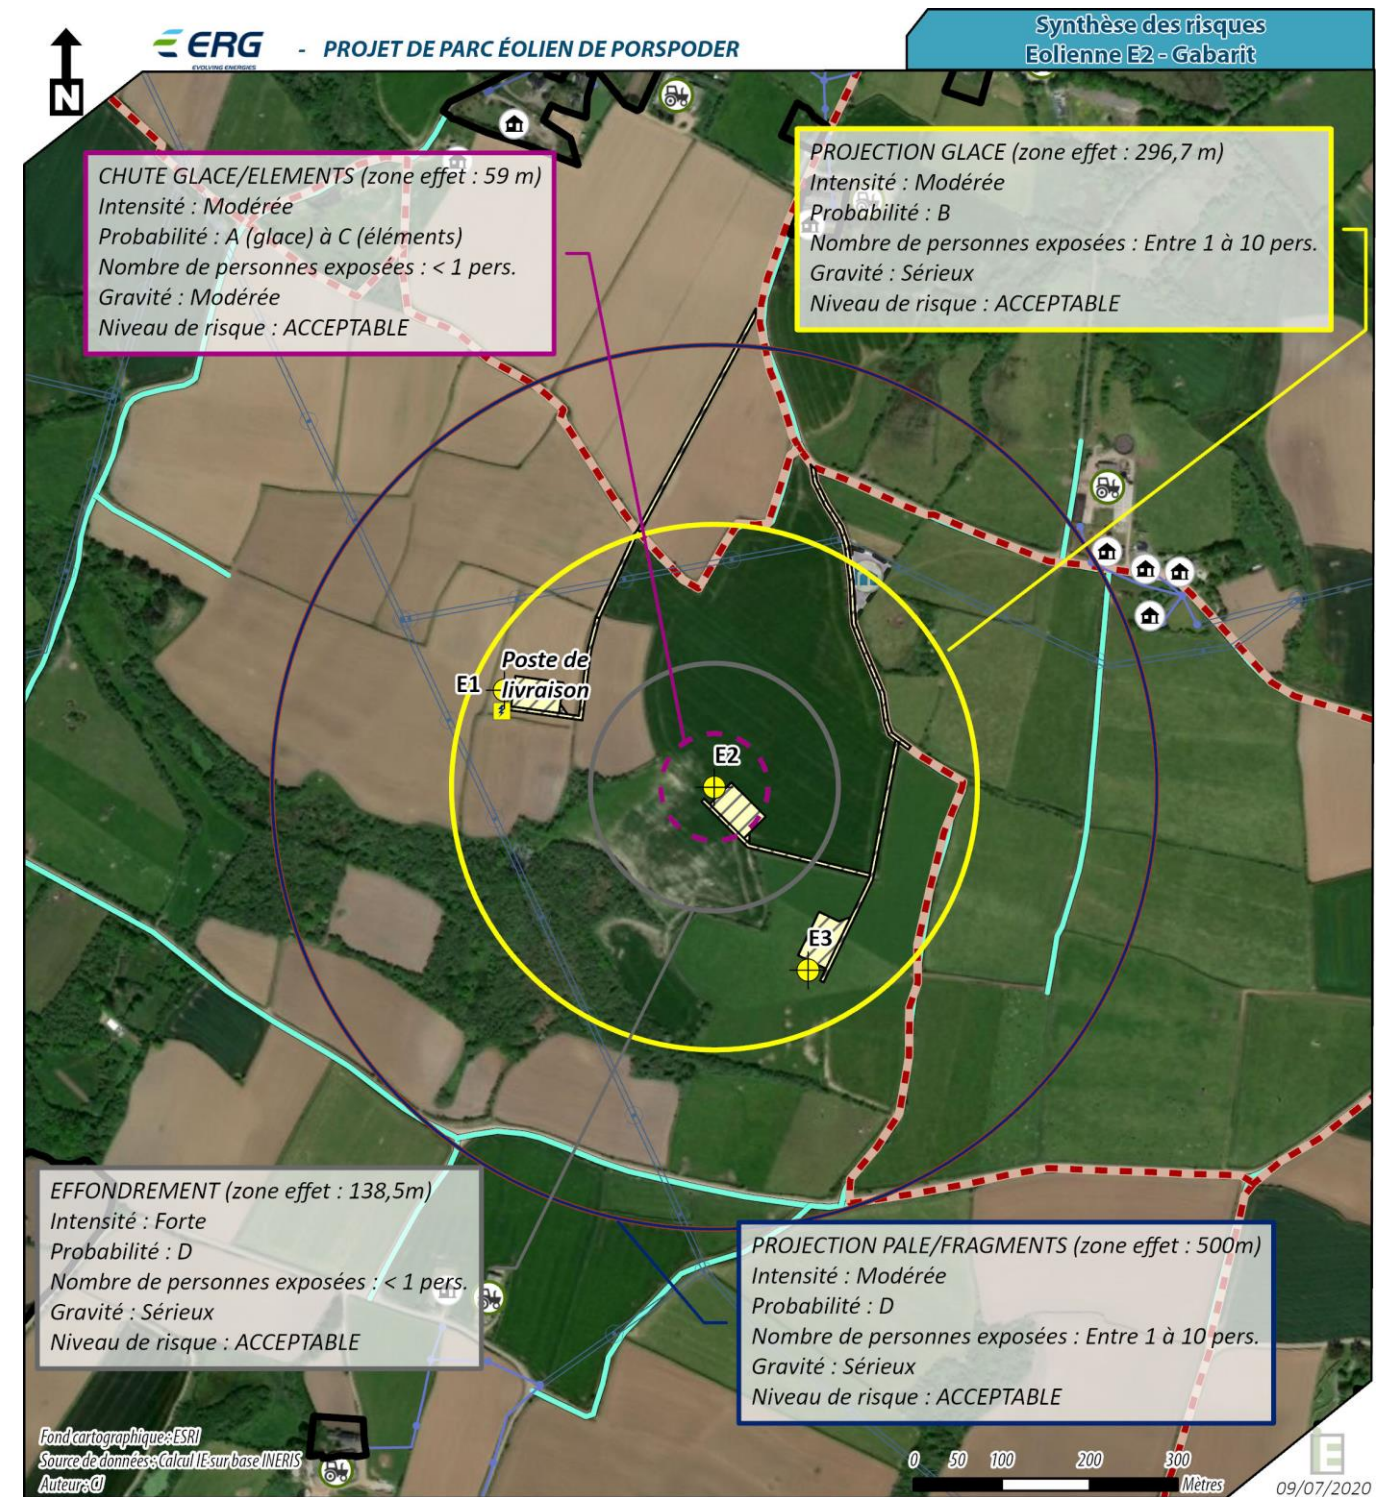 N
ERG
EVOLVING ENERGIES
- PROJET DE PARC ÉOLIEN DE PORSPODER
Synthèse des risques
Eolienne E2 - Gabarit
CHUTE GLACE/ELEMENTS (zone effet : 59 m)
Intensité : Modérée
Probabilité : A (glace) à C (éléments)
Nombre de personnes exposées : < 1 pers.
Gravité : Modérée
Niveau de risque : ACCEPTABLE
PROJECTION GLACE (zone effet : 296,7 m)
Intensité : Modérée
Probabilité : B
Nombre de personnes exposées : Entre 1 à 10 pers.
Gravité : Sérieux
Niveau de risque : ACCEPTABLE
Poste de
livraison
E1
E2
E3
EFFONDREMENT (zone effet : 138,5m)
Intensité : Forte
Probabilité : D
Nombre de personnes exposées : < 1 pers.
Gravité : Sérieux
Niveau de risque : ACCEPTABLE
PROJECTION PALE/FRAGMENTS (zone effet : 500m)
Intensité : Modérée
Probabilité : D
Nombre de personnes exposées : Entre 1 à 10 pers.
Gravité : Sérieux
Niveau de risque : ACCEPTABLE
Fond cartographique : ESRI
Source de données : Calcul IE sur base INERIS
Auteur : CJ
0 50 100 200 300
Mètres
IE
09/07/2020